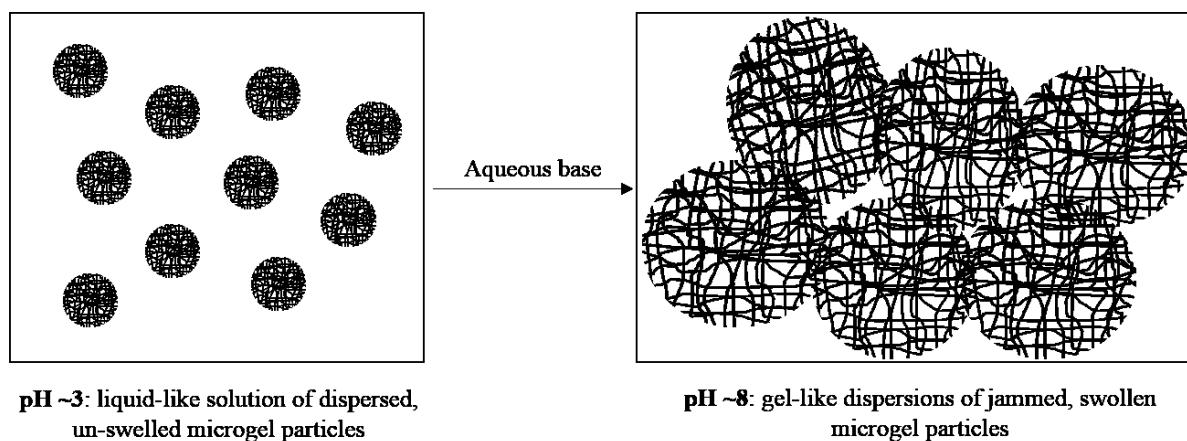 Aqueous base
pH ~3: liquid-like solution of dispersed,
un-swelled microgel particles
pH ~8: gel-like dispersions of jammed, swollen
microgel particles